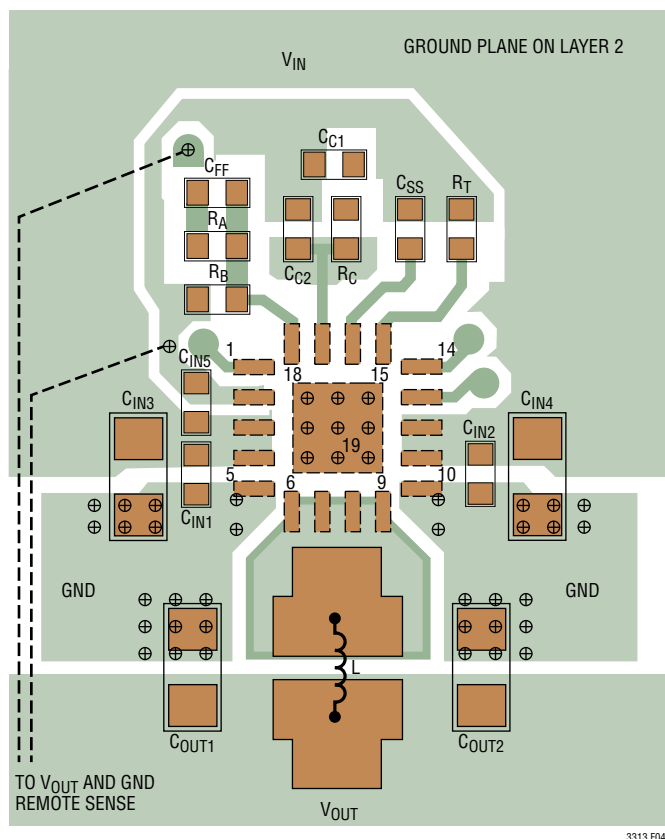 GROUND PLANE ON LAYER 2
VIN
CC1
CFF
CSS
RT
RA
CC2
RC
RB
1
14
CIN5
18
15
CIN3
CIN4
CIN2
19
5
10
6
9
CIN1
GND
GND
L
COUT1
COUT2
TO VOUT AND GND
REMOTE SENSE
VOUT
3313 F04